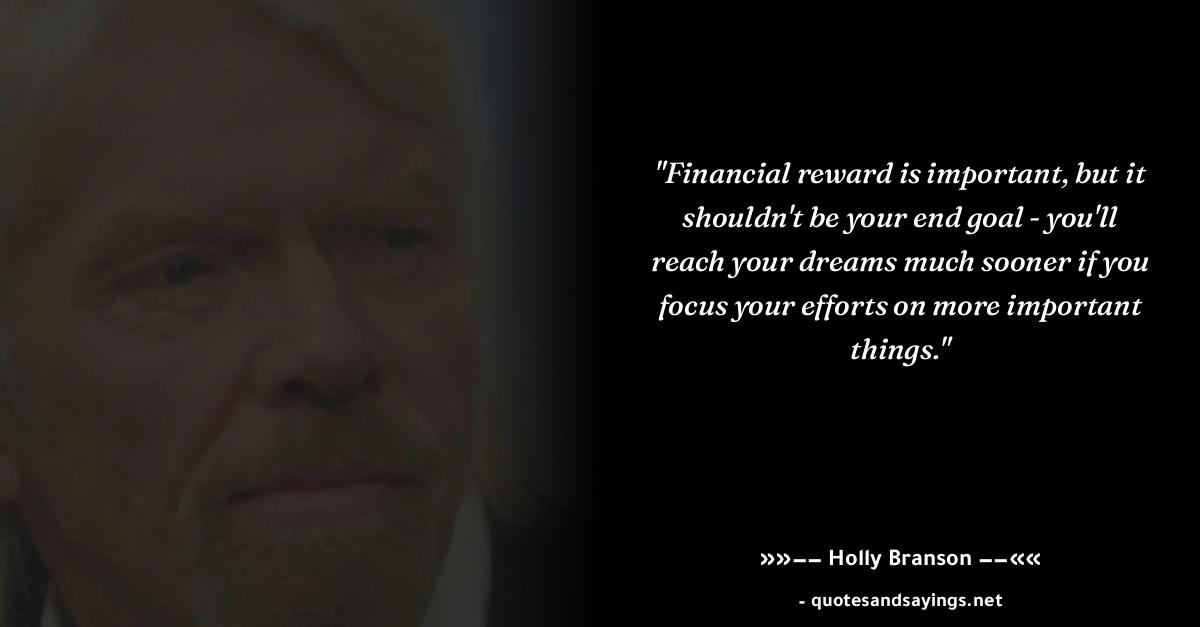 "Financial reward is important, but it
shouldn't be your end goal - you'll
reach your dreams much sooner if you
focus your efforts on more important
things."
»»−− Holly Branson −−««
- quotesandsayings.net